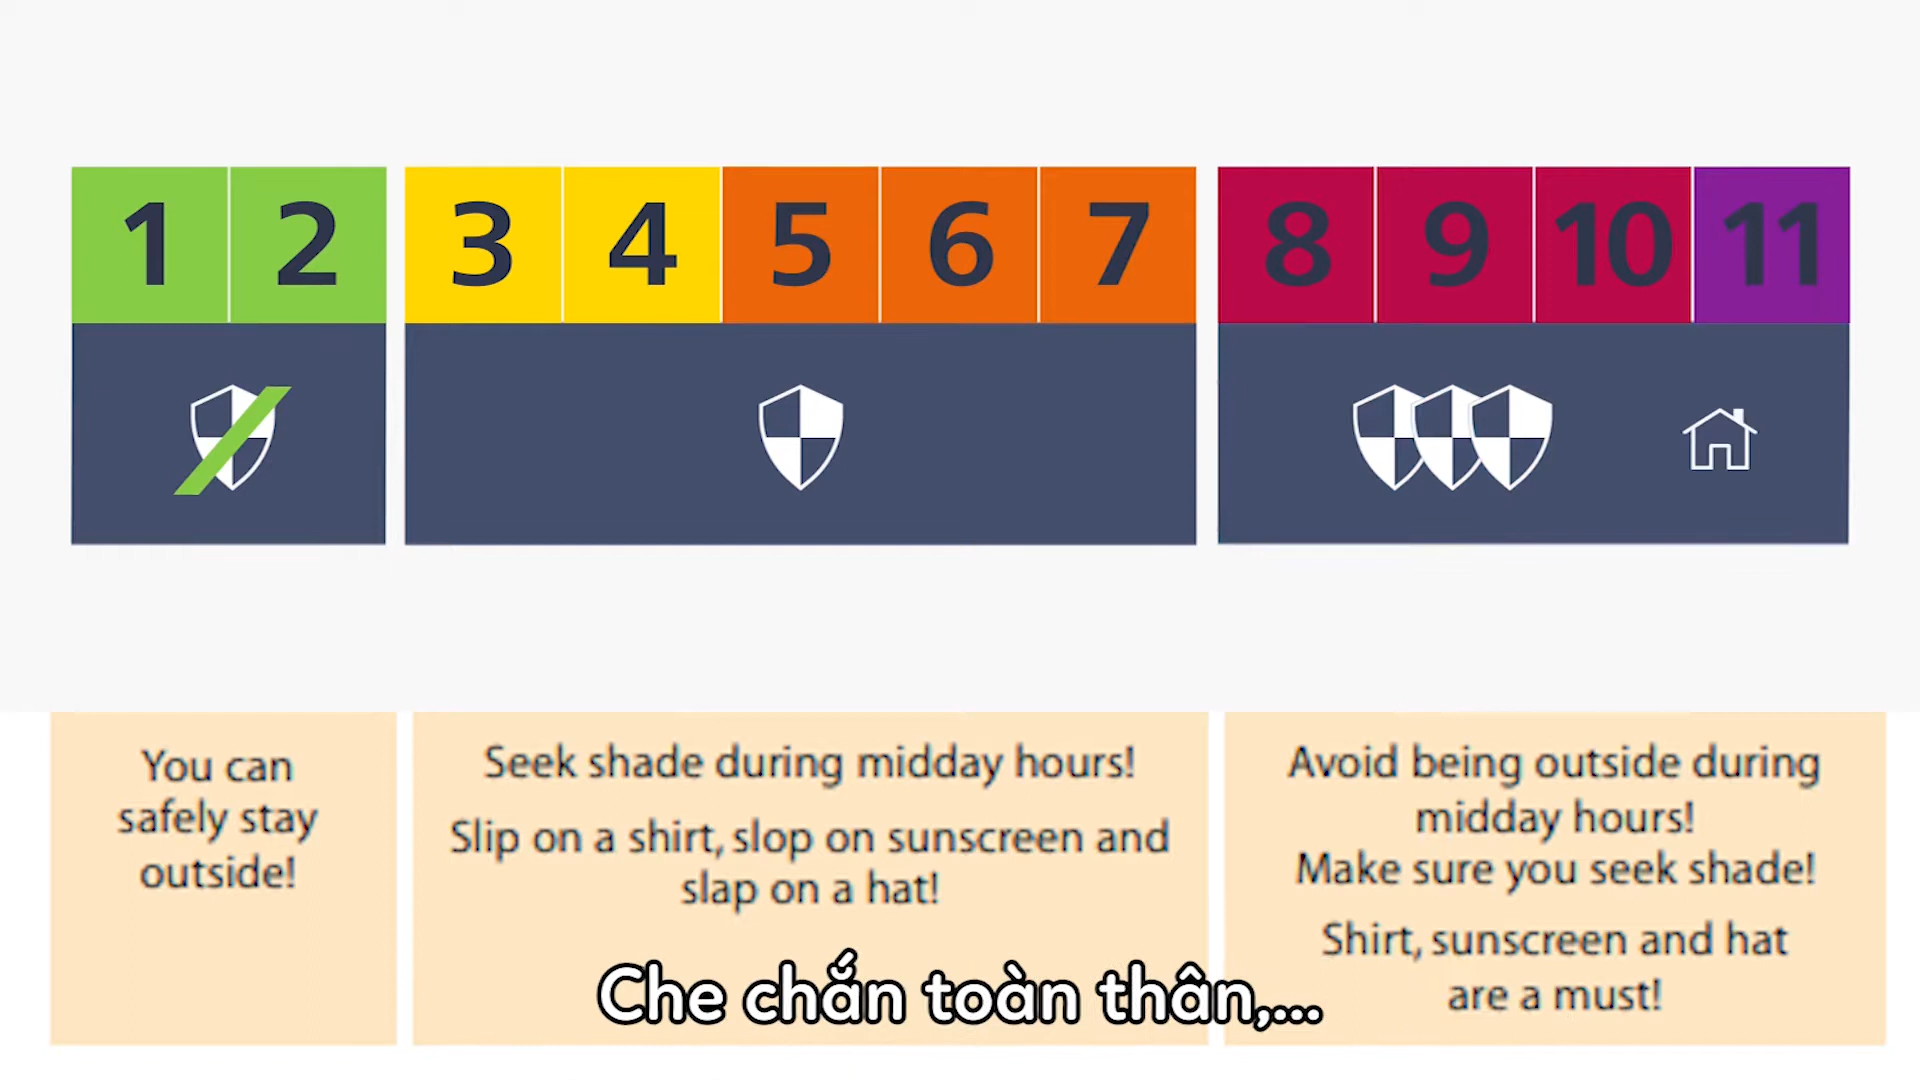 1 2 3 4 5 6 7 8 9 10 11
You can
safely stay
outside!
Seek shade during midday hours!
Slip on a shirt, slop on sunscreen and
slap on a hat!
Avoid being outside during
midday hours!
Make sure you seek shade!
Shirt, sunscreen and hat
are a must!
Che chắn toàn thân,...